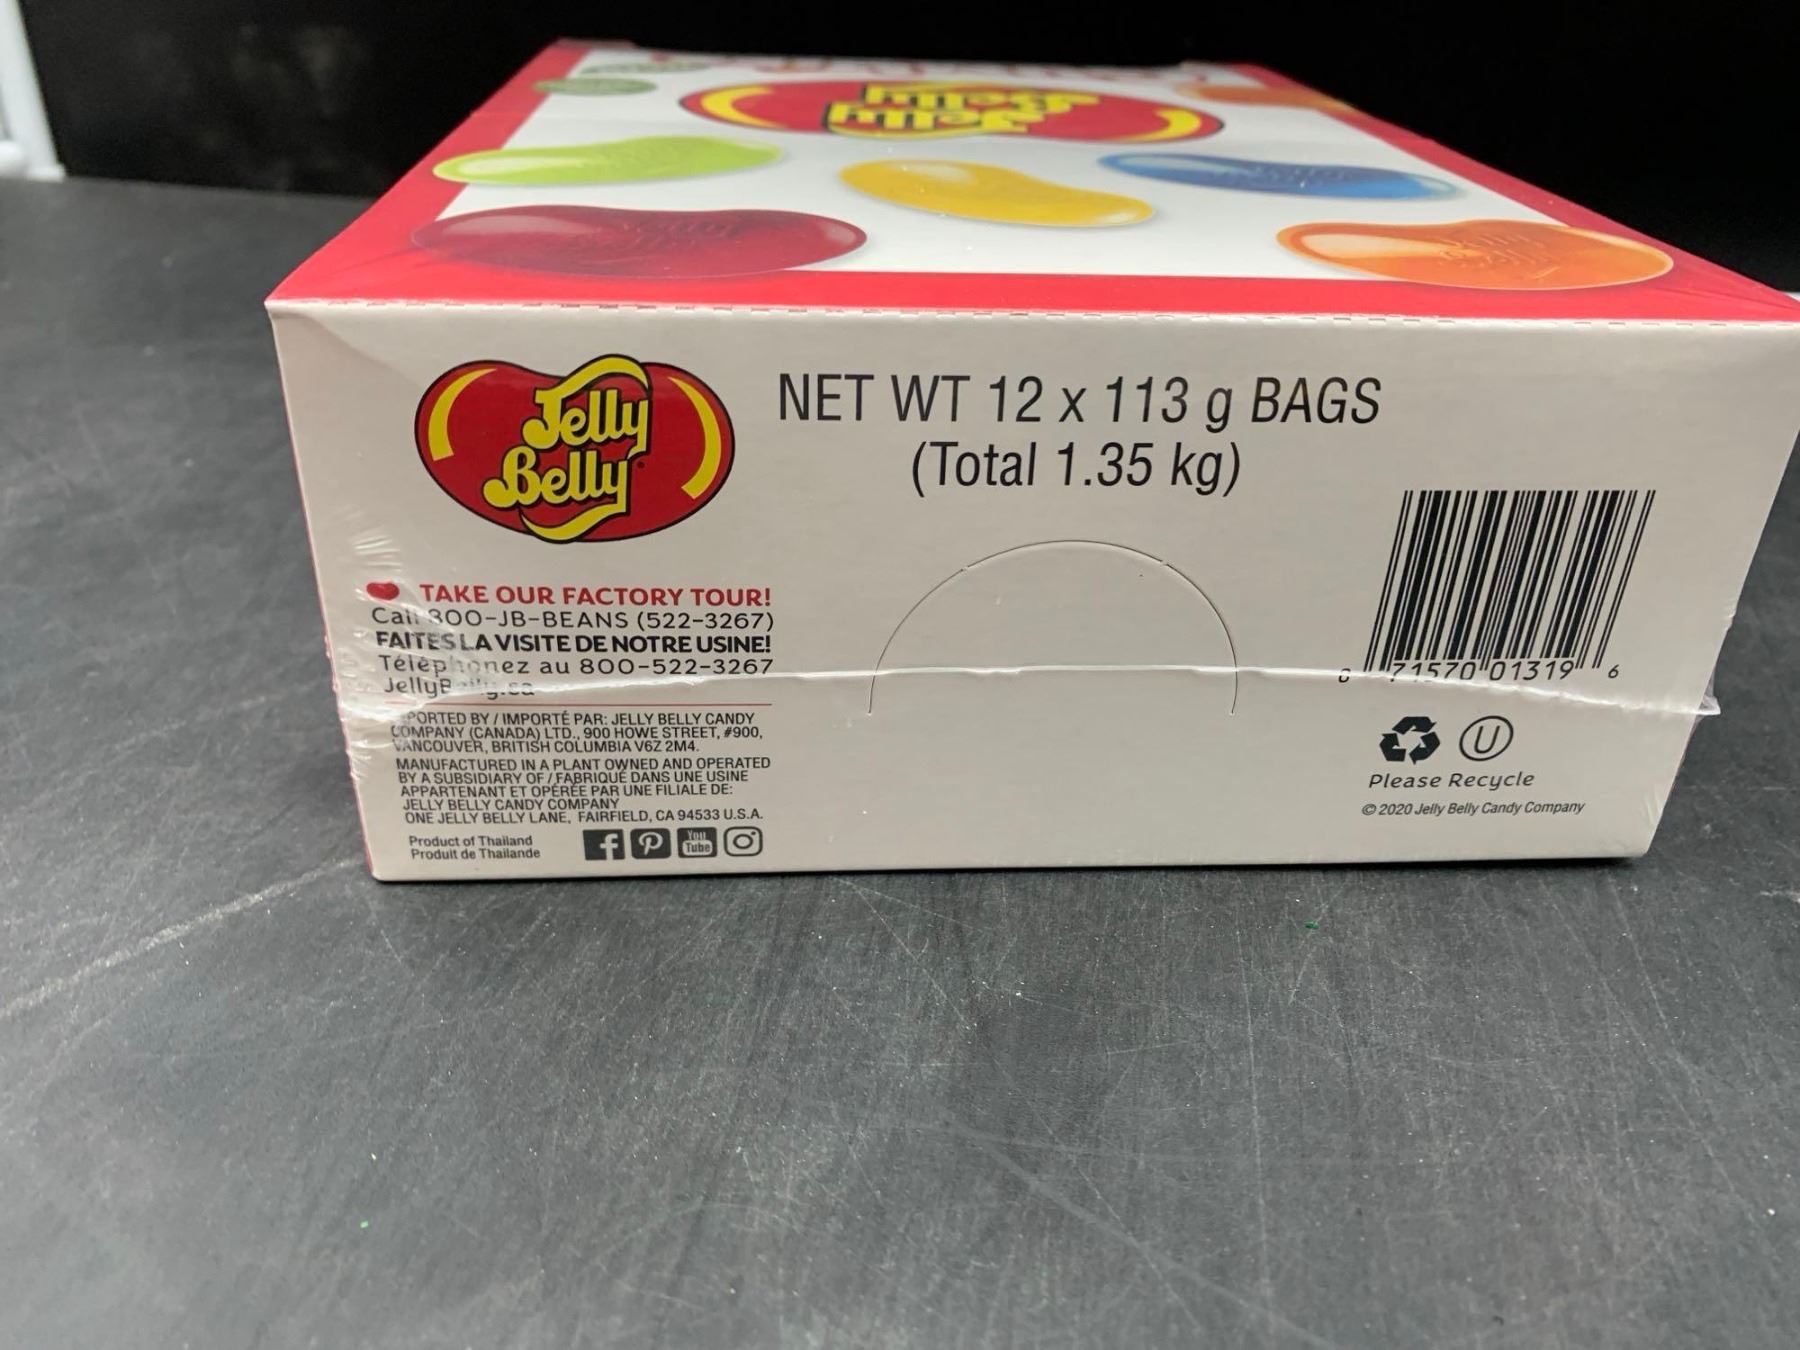 Jelly
Belly
Jelly
Belly
NET WT 12 x 113 g BAGS
(Total 1.35 kg)
TAKE OUR FACTORY TOUR!
Call 800-JB-BEANS (522-3267)
FAITES LA VISITE DE NOTRE USINE!
Téléphonez au 800-522-3267
JellyBelly.ca
IMPORTED BY / IMPORTÉ PAR: JELLY BELLY CANDY
COMPANY (CANADA) LTD., 900 HOWE STREET, #900,
VANCOUVER, BRITISH COLUMBIA V6Z 2M4.
MANUFACTURED IN A PLANT OWNED AND OPERATED
BY A SUBSIDIARY OF / FABRIQUÉ DANS UNE USINE
APPARTENANT ET OPÉRÉE PAR UNE FILIALE DE:
JELLY BELLY CANDY COMPANY
ONE JELLY BELLY LANE, FAIRFIELD, CA 94533 U.S.A.
Product of Thailand
Produit de Thaïlande
You
Tube
71570 01319 6
U
Please Recycle
© 2020 Jelly Belly Candy Company